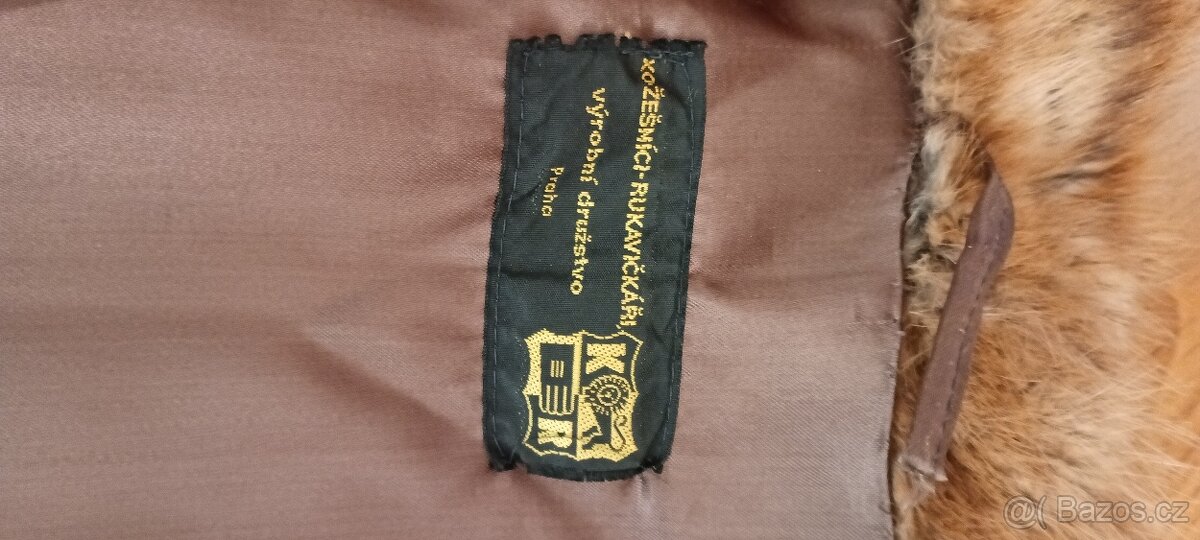 KOŽEŠNÍCI-RUKAVIČKÁŘI,
výrobní družstvo
Praha
K
R
@( Bazos.cz